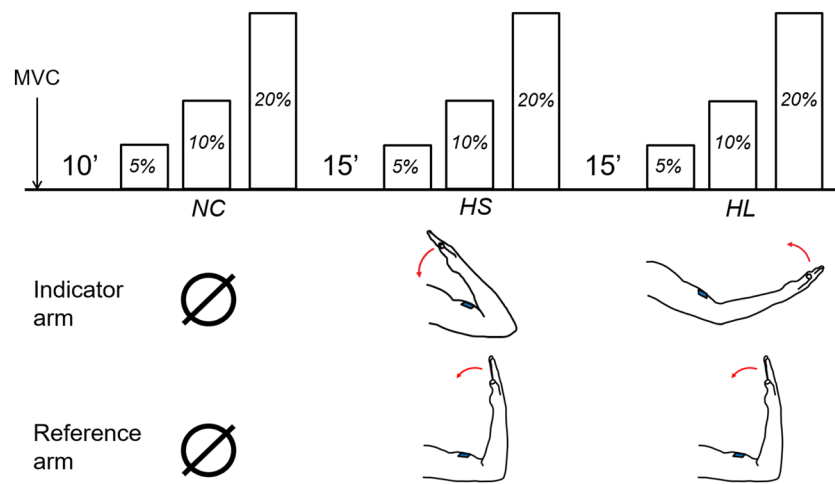 MVC
10’
5%
10%
20%
15’
5%
10%
20%
15’
5%
10%
20%
NC
HS
HL
Indicator
arm
Reference
arm